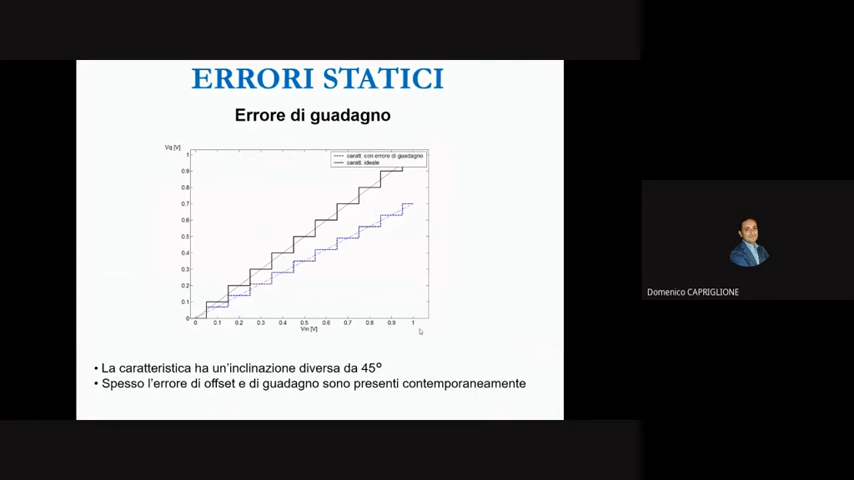 ERRORI STATICI
Errore di guadagno
Vq [V]
caratt. con errore di guadagno
caratt. ideale
1
0.9
0.8
0.7
0.6
0.5
0.4
0.3
0.2
0.1
0
0 0.1 0.2 0.3 0.4 0.5 0.6 0.7 0.8 0.9 1
Vin [V]
• La caratteristica ha un'inclinazione diversa da 45°
• Spesso l'errore di offset e di guadagno sono presenti contemporaneamente
Domenico CAPRIGLIONE